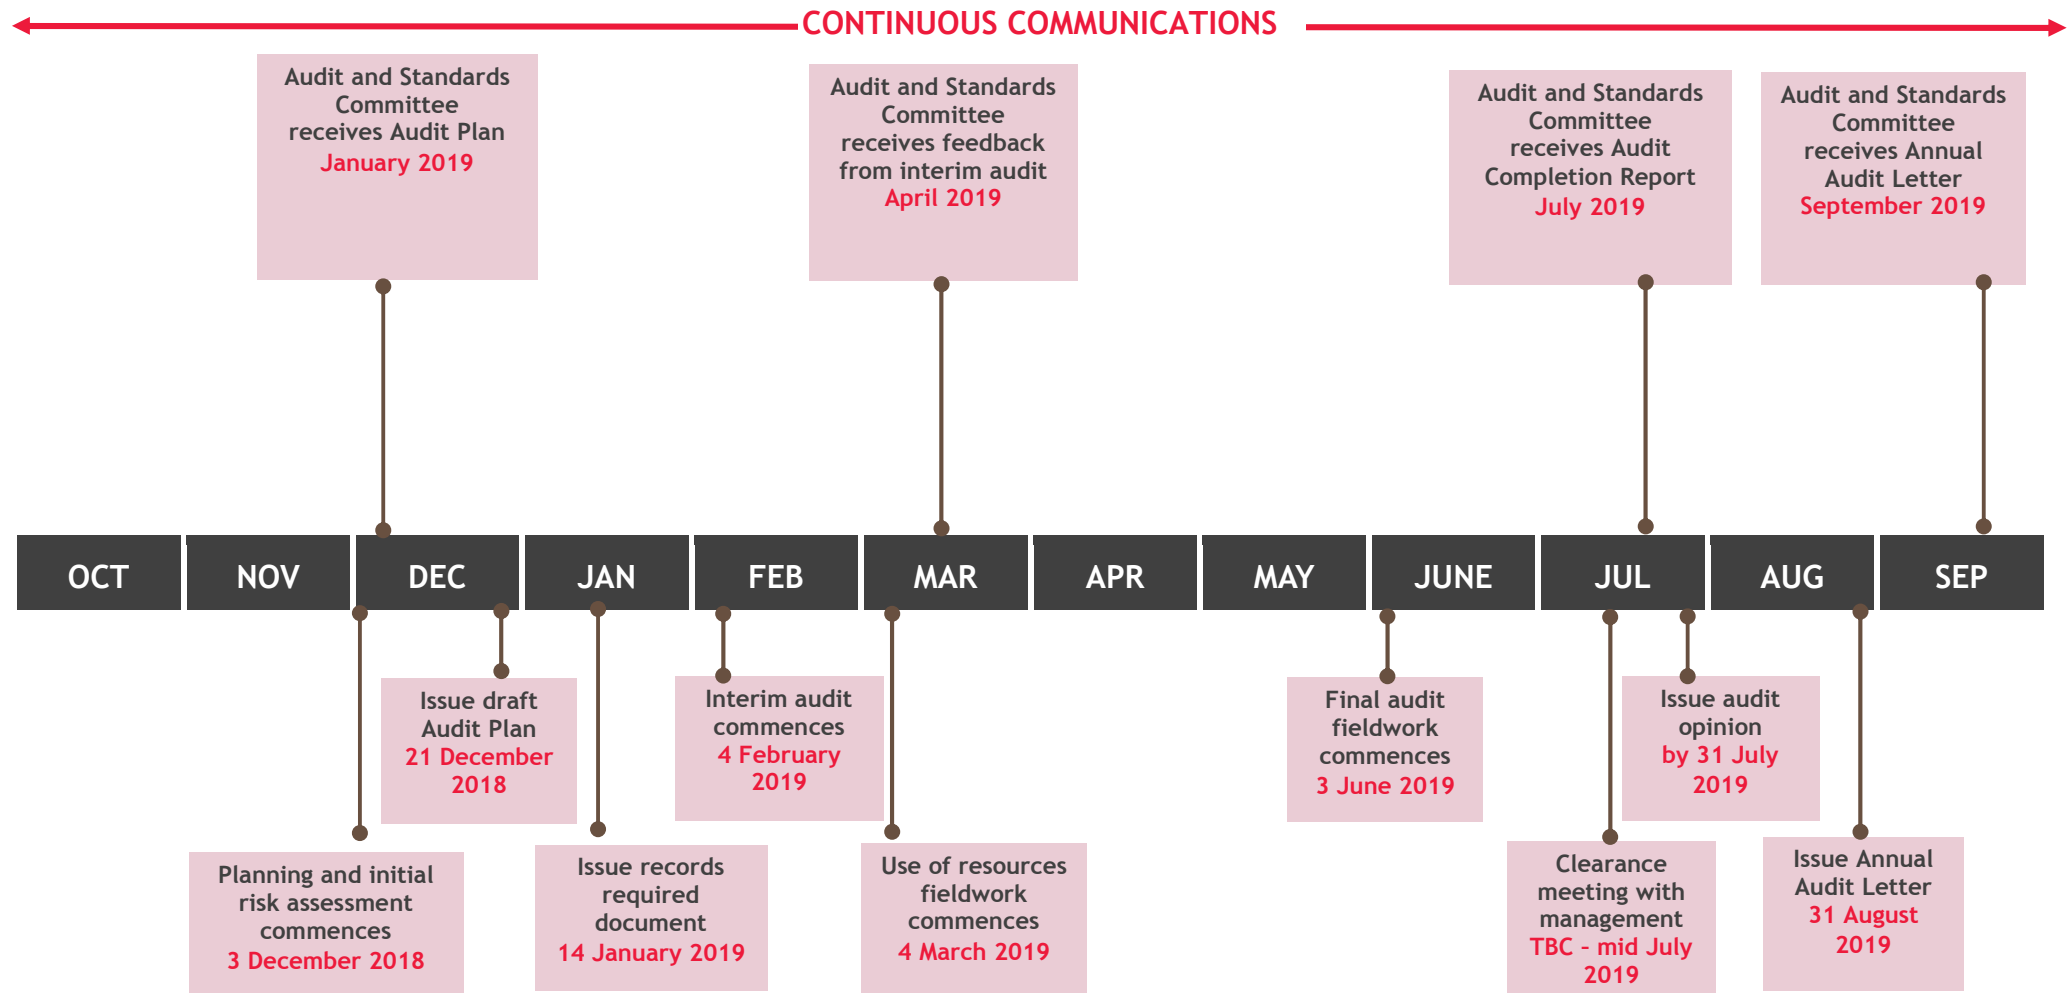 CONTINUOUS COMMUNICATIONS
Audit and Standards
Committee
receives Audit Plan
January 2019
Audit and Standards
Committee
receives feedback
from interim audit
April 2019
Audit and Standards
Committee
receives Audit
Completion Report
July 2019
Audit and Standards
Committee
receives Annual
Audit Letter
September 2019
OCT
NOV
DEC
JAN
FEB
MAR
APR
MAY
JUNE
JUL
AUG
SEP
Planning and initial
risk assessment
commences
3 December 2018
Issue draft
Audit Plan
21 December
2018
Issue records
required
document
14 January 2019
Interim audit
commences
4 February
2019
Use of resources
fieldwork
commences
4 March 2019
Final audit
fieldwork
commences
3 June 2019
Clearance
meeting with
management
TBC – mid July
2019
Issue audit
opinion
by 31 July
2019
Issue Annual
Audit Letter
31 August
2019